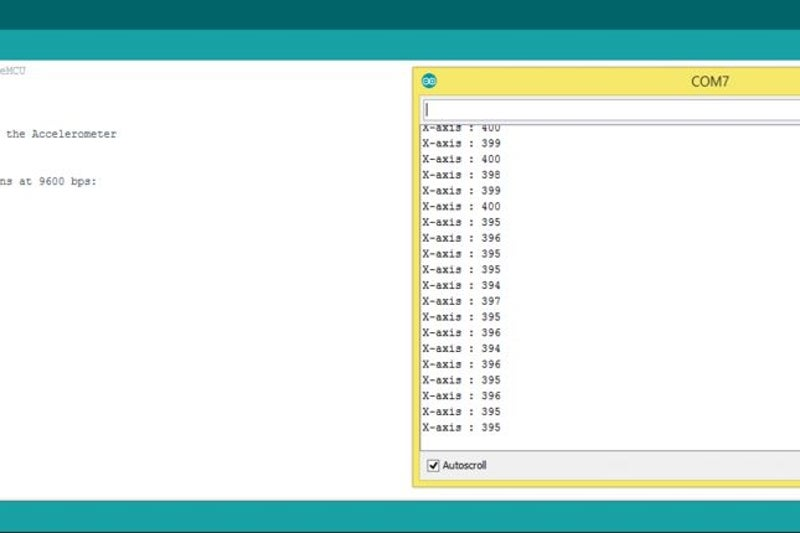 eMCU
the Accelerometer
ns at 9600 bps:
COM7
X-axis : 400
X-axis : 399
X-axis : 400
X-axis : 398
X-axis : 399
X-axis : 400
X-axis : 395
X-axis : 396
X-axis : 395
X-axis : 395
X-axis : 394
X-axis : 397
X-axis : 395
X-axis : 396
X-axis : 394
X-axis : 396
X-axis : 395
X-axis : 396
X-axis : 395
X-axis : 395
Autoscroll